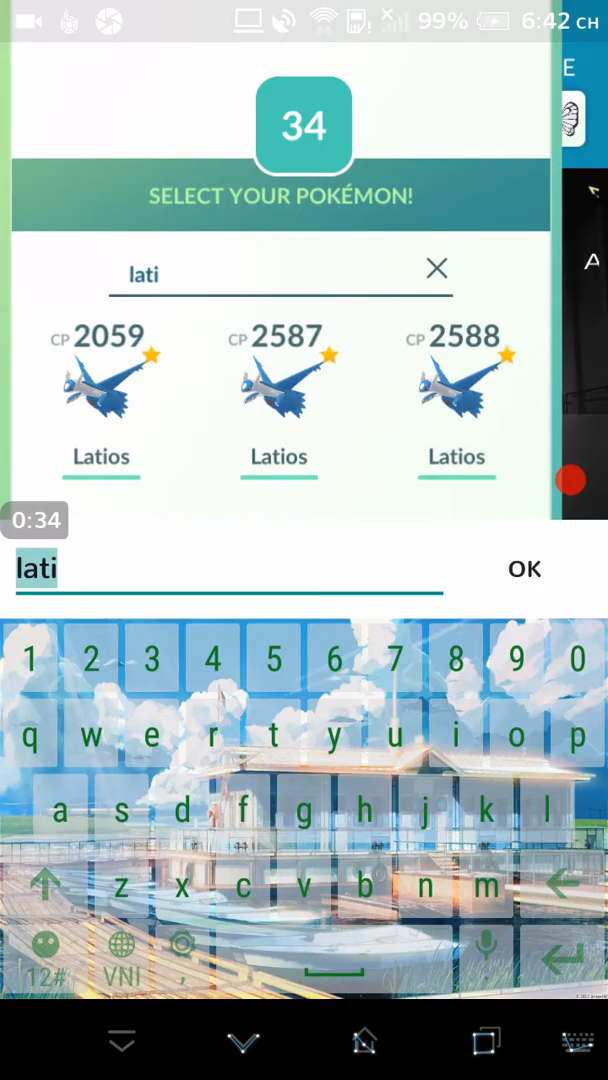 99% 6:42 CH
E
34
SELECT YOUR POKÉMON!
lati
A
CP 2059 CP 2587 CP 2588
Latios Latios Latios
0:34
lati OK
1 2 3 4 5 6 7 8 9 0
q w e r t y u i o p
a s d f g h j k l
z x c v b n m
12# VNI ,